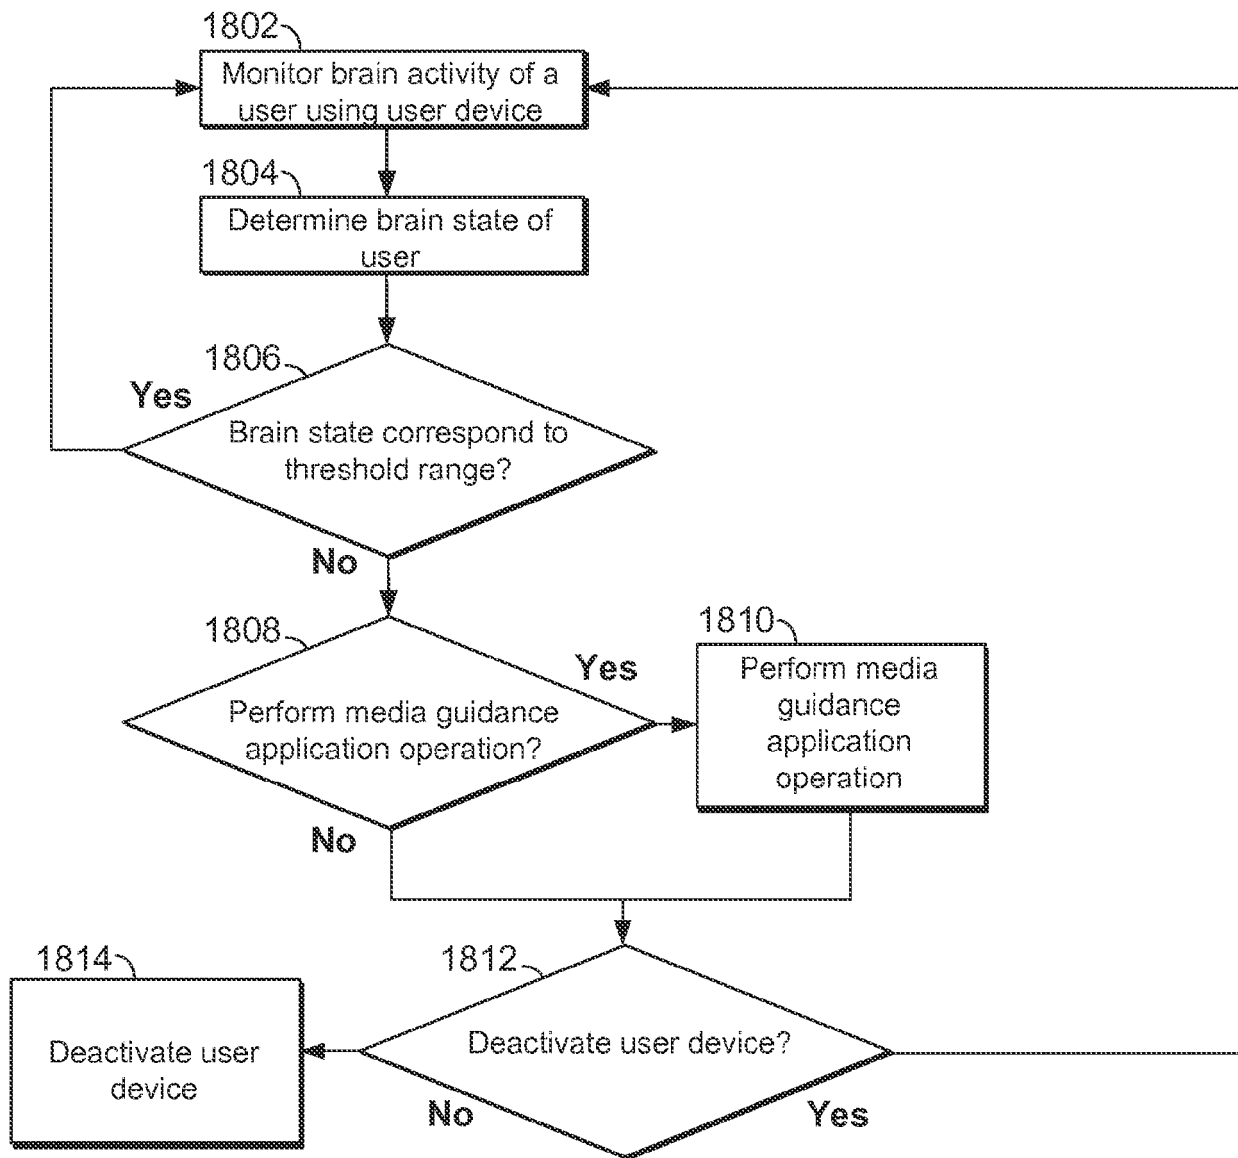 1802
Monitor brain activity of a
user using user device
1804
Determine brain state of
user
1806
Yes
Brain state correspond to
threshold range?
No
1808
Yes
Perform media guidance
application operation?
No
1810
Perform media
guidance
application
operation
1812
Deactivate user device?
No
Yes
1814
Deactivate user
device